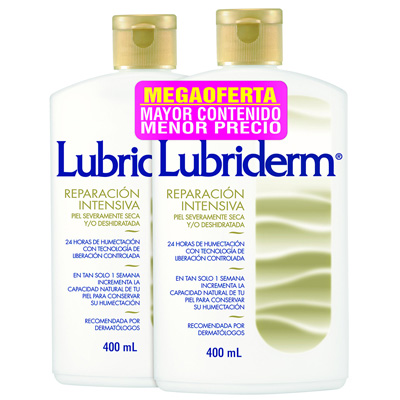 MEGAOFERTA
MAYOR CONTENIDO
MENOR PRECIO
Lubric
REPARACIÓN
INTENSIVA
PIEL SEVERAMENTE SECA
Y/O DESHIDRATADA
24 HORAS DE HUMECTACIÓN
CON TECNOLOGÍA DE
LIBERACIÓN CONTROLADA
EN TAN SOLO 1 SEMANA
INCREMENTA LA
CAPACIDAD NATURAL DE TU
PIEL PARA CONSERVAR
SU HUMECTACIÓN
RECOMENDADA POR
DERMATÓLOGOS
400 mL
Lubriderm®
REPARACIÓN
INTENSIVA
PIEL SEVERAMENTE SECA
Y/O DESHIDRATADA
24 HORAS DE HUMECTACIÓN
CON TECNOLOGÍA DE
LIBERACIÓN CONTROLADA
EN TAN SOLO 1 SEMANA
INCREMENTA LA
CAPACIDAD NATURAL DE TU
PIEL PARA CONSERVAR
SU HUMECTACIÓN
RECOMENDADA POR
DERMATÓLOGOS
400 mL